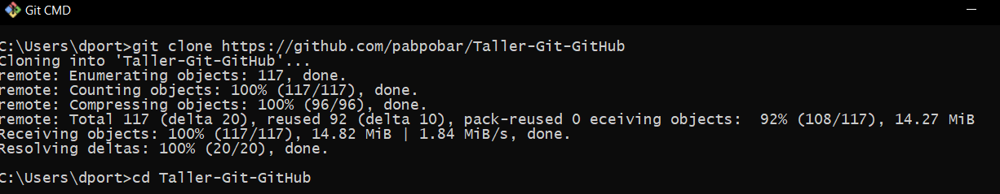 Git CMD
C:\Users\dport>git clone https://github.com/pabpobar/Taller-Git-GitHub
Cloning into 'Taller-Git-GitHub'...
remote: Enumerating objects: 117, done.
remote: Counting objects: 100% (117/117), done.
remote: Compressing objects: 100% (96/96), done.
remote: Total 117 (delta 20), reused 92 (delta 10), pack-reused 0 eceiving objects:  92% (108/117), 14.27 MiB
Receiving objects: 100% (117/117), 14.82 MiB | 1.84 MiB/s, done.
Resolving deltas: 100% (20/20), done.
C:\Users\dport>cd Taller-Git-GitHub